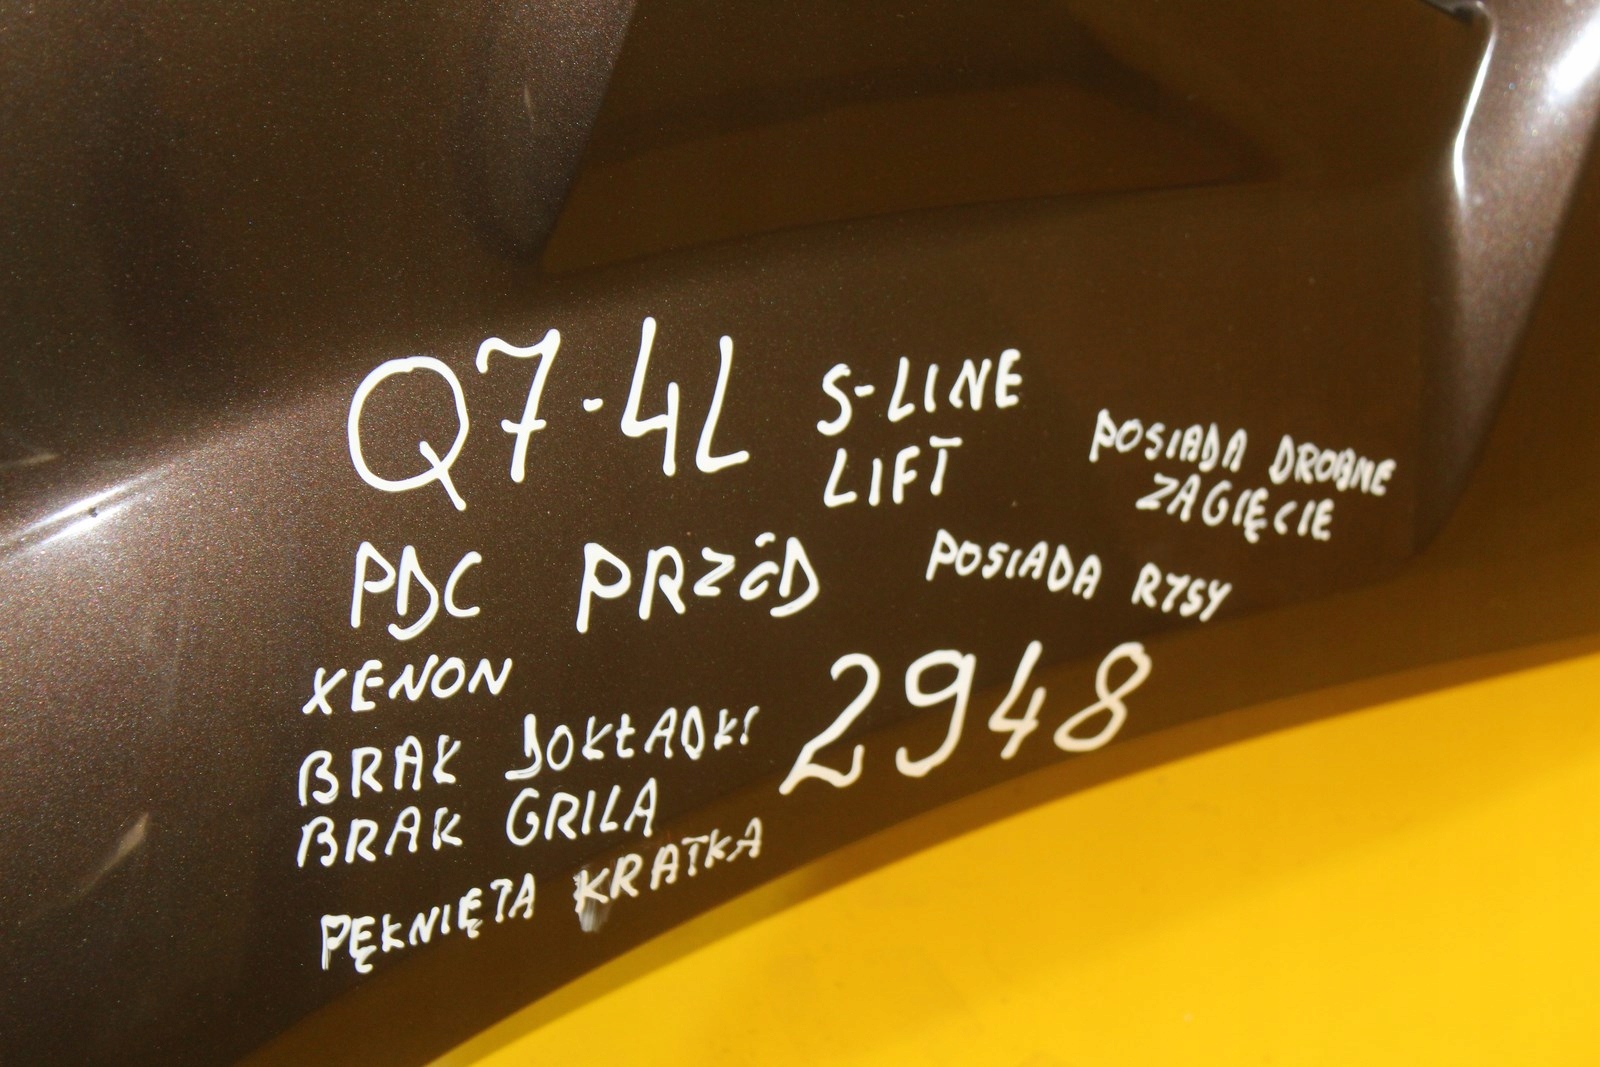 Q7-4L S-LINE
LIFT
POSIADA DROBNE
ZAGIĘCIE
PDC PRZÓD
POSIADA RYSY
XENON
2948
BRAK DOKŁADKI
BRAK GRILA
PĘKNIĘTA KRATKA